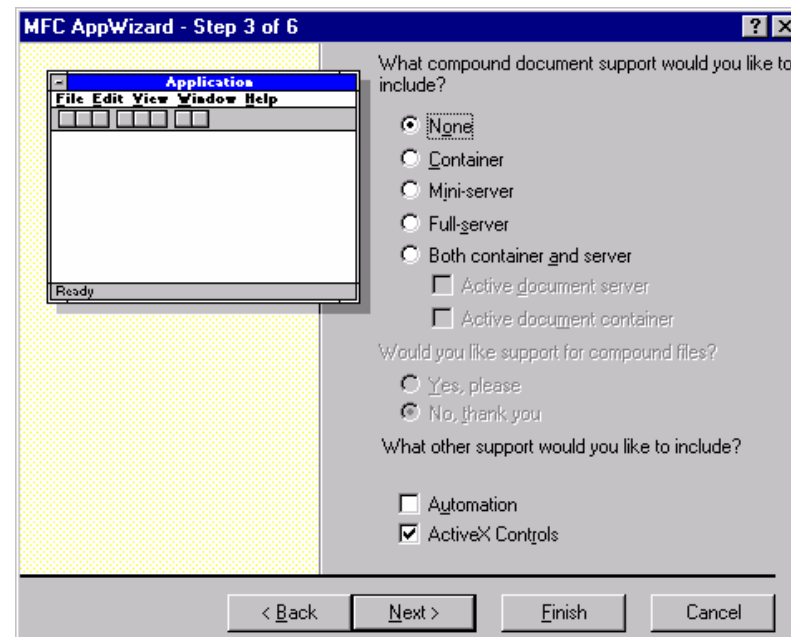 MFC AppWizard - Step 3 of 6
Application
File Edit View Window Help
Ready
What compound document support would you like to
include?
None
Container
Mini-server
Full-server
Both container and server
Active document server
Active document container
Would you like support for compound files?
Yes, please
No, thank you
What other support would you like to include?
Automation
ActiveX Controls
< Back Next > Finish Cancel